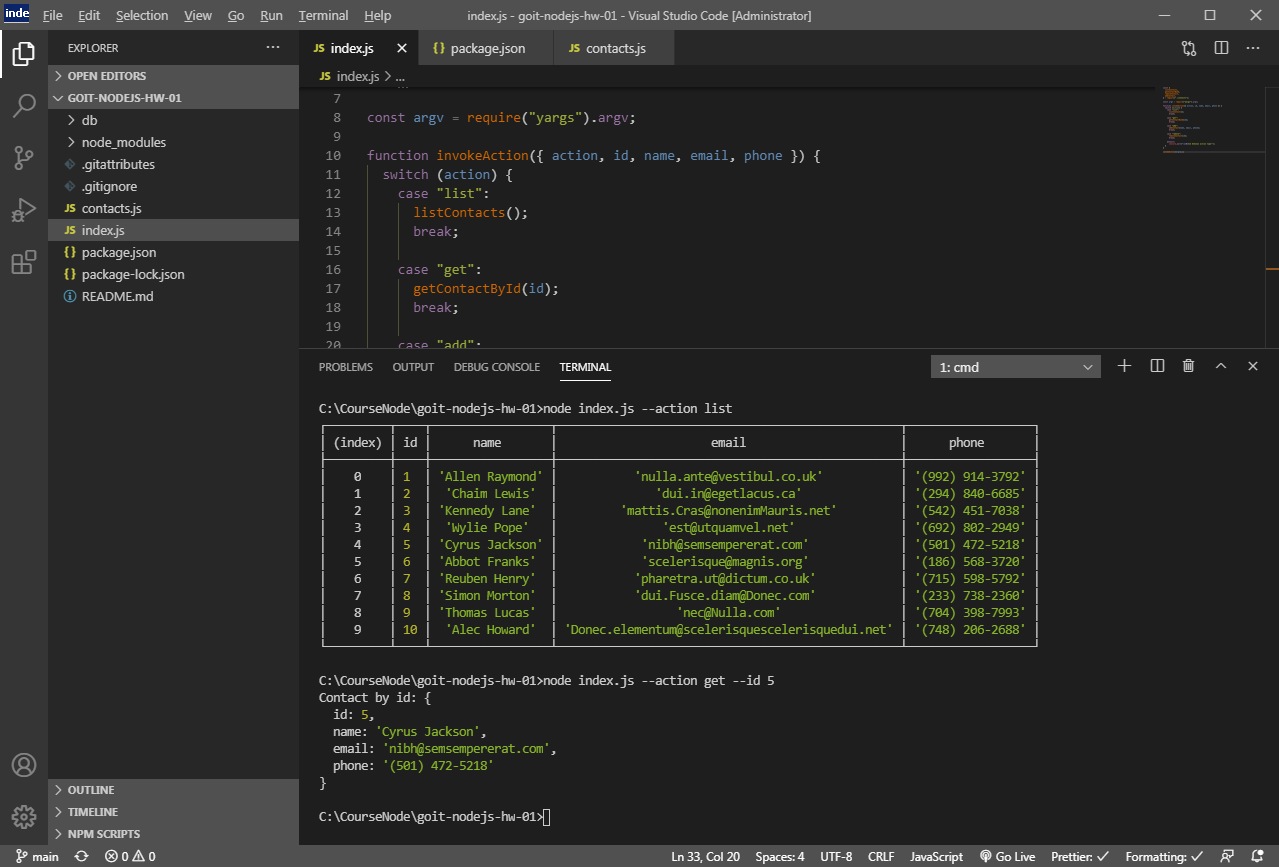 inde File Edit Selection View Go Run Terminal Help index.js - goit-nodejs-hw-01 - Visual Studio Code [Administrator]
EXPLORER
OPEN EDITORS
GOIT-NODEJS-HW-01
db
node_modules
.gitattributes
.gitignore
JS contacts.js
JS index.js
{} package.json
{} package-lock.json
README.md
OUTLINE
TIMELINE
NPM SCRIPTS
JS index.js {} package.json JS contacts.js
JS index.js > ...
7
8 const argv = require("yargs").argv;
9
10 function invokeAction({ action, id, name, email, phone }) {
11 switch (action) {
12 case "list":
13 listContacts();
14 break;
15
16 case "get":
17 getContactById(id);
18 break;
19
20 case "add":
PROBLEMS OUTPUT DEBUG CONSOLE TERMINAL 1: cmd
C:\CourseNode\goit-nodejs-hw-01>node index.js --action list
(index) id name email phone
0 1 'Allen Raymond' 'nulla.ante@vestibul.co.uk' '(992) 914-3792'
1 2 'Chaim Lewis' 'dui.in@egetlacus.ca' '(294) 840-6685'
2 3 'Kennedy Lane' 'mattis.Cras@nonenimMauris.net' '(542) 451-7038'
3 4 'Wylie Pope' 'est@utquamvel.net' '(692) 802-2949'
4 5 'Cyrus Jackson' 'nibh@semsempererat.com' '(501) 472-5218'
5 6 'Abbot Franks' 'scelerisque@magnis.org' '(186) 568-3720'
6 7 'Reuben Henry' 'pharetra.ut@dictum.co.uk' '(715) 598-5792'
7 8 'Simon Morton' 'dui.Fusce.diam@Donec.com' '(233) 738-2360'
8 9 'Thomas Lucas' 'nec@Nulla.com' '(704) 398-7993'
9 10 'Alec Howard' 'Donec.elementum@scelerisquescelerisquedui.net' '(748) 206-2688'
C:\CourseNode\goit-nodejs-hw-01>node index.js --action get --id 5
Contact by id: {
id: 5,
name: 'Cyrus Jackson',
email: 'nibh@semsempererat.com',
phone: '(501) 472-5218'
}
C:\CourseNode\goit-nodejs-hw-01>
main 0 0 Ln 33, Col 20 Spaces: 4 UTF-8 CRLF JavaScript Go Live Prettier: ✓ Formatting: ✓